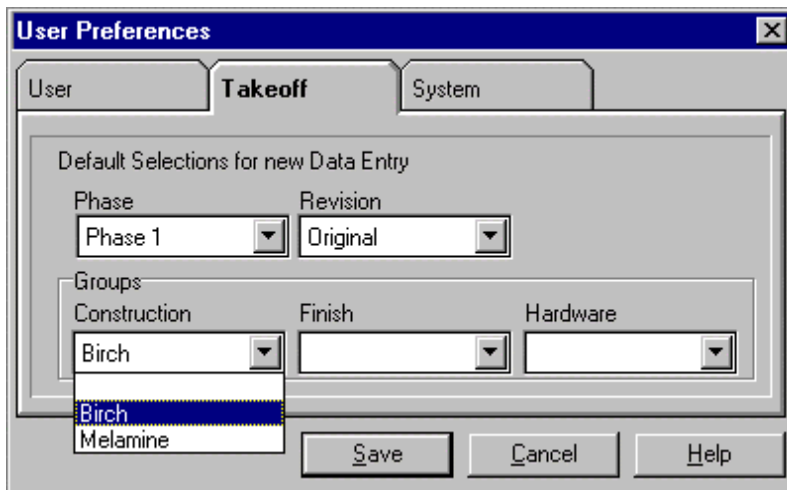 User Preferences
User Takeoff System
Default Selections for new Data Entry
Phase Revision
Phase 1 Original
Groups
Construction Finish Hardware
Birch
Birch
Melamine
Save Cancel Help